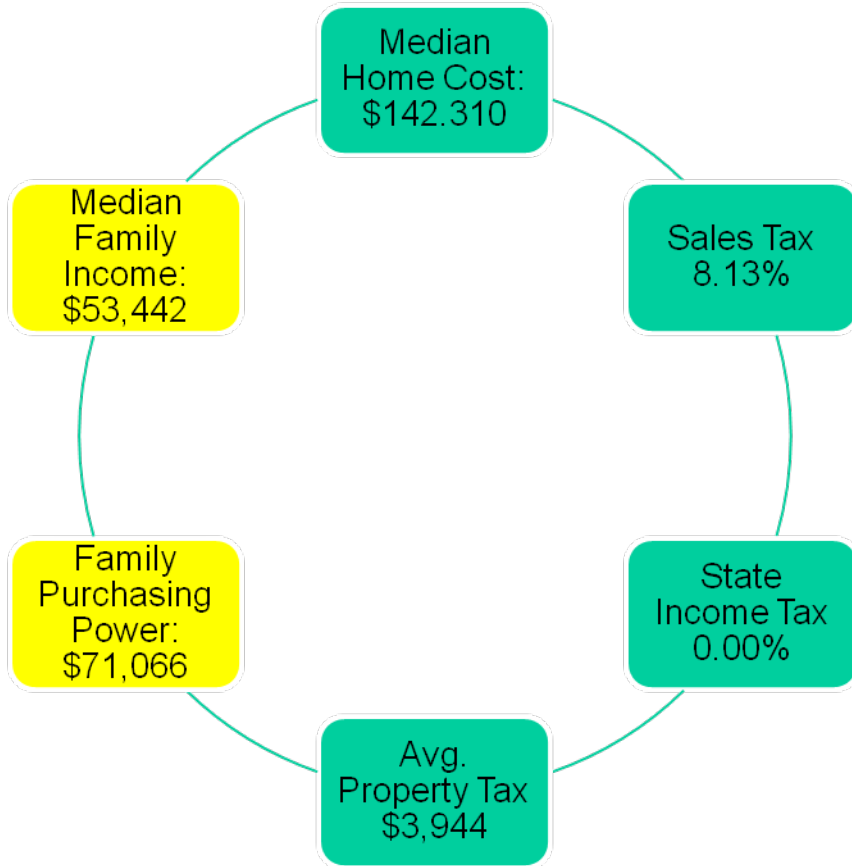 Median
Home Cost:
$142.310
Sales Tax
8.13%
State
Income Tax
0.00%
Avg.
Property Tax
$3,944
Family
Purchasing
Power:
$71,066
Median
Family
Income:
$53,442